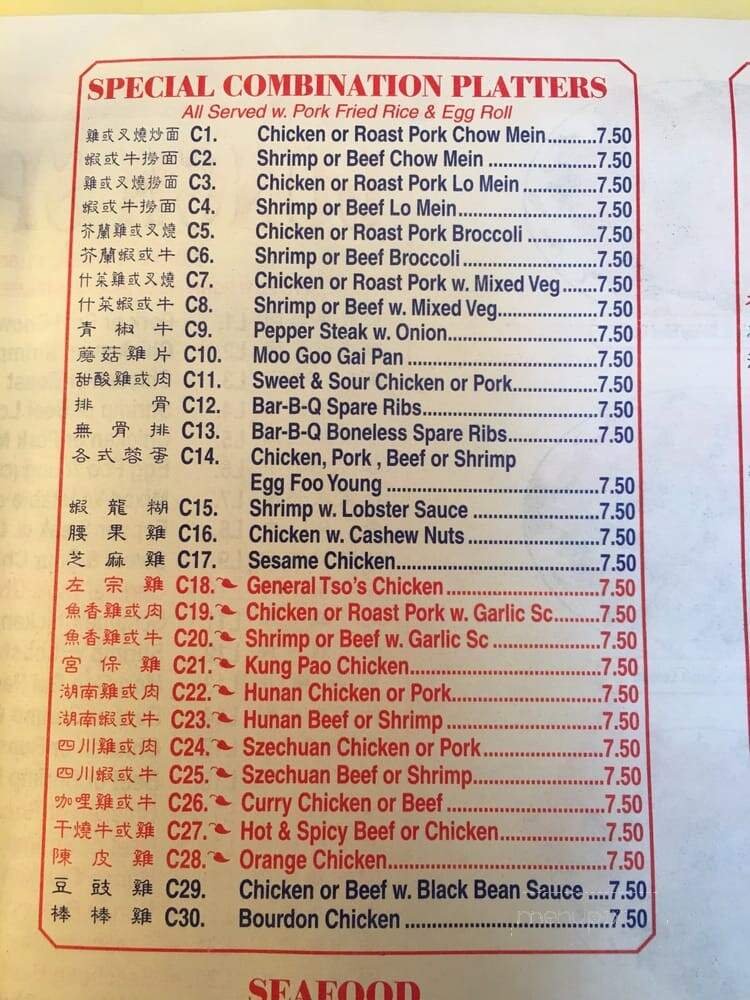 SPECIAL COMBINATION PLATTERS
All Served w. Pork Fried Rice & Egg Roll
雞或叉燒炒面 C1. Chicken or Roast Pork Chow Mein..........7.50
蝦或牛撈面 C2. Shrimp or Beef Chow Mein ...................7.50
雞或叉燒撈面 C3. Chicken or Roast Pork Lo Mein .............7.50
蝦或牛撈面 C4. Shrimp or Beef Lo Mein........................7.50
芥蘭雞或叉燒 C5. Chicken or Roast Pork Broccoli .............7.50
芥蘭蝦或牛 C6. Shrimp or Beef Broccoli........................7.50
什菜雞或叉燒 C7. Chicken or Roast Pork w. Mixed Veg.......7.50
什菜蝦或牛 C8. Shrimp or Beef w. Mixed Veg..................7.50
青椒牛 C9. Pepper Steak w. Onion..........................7.50
蘑菇雞片 C10. Moo Goo Gai Pan .................................7.50
甜酸雞或肉 C11. Sweet & Sour Chicken or Pork...............7.50
排骨 C12. Bar-B-Q Spare Ribs...............................7.50
無骨排 C13. Bar-B-Q Boneless Spare Ribs................7.50
各式蓉蛋 C14. Chicken, Pork , Beef or Shrimp
Egg Foo Young ....................................7.50
蝦龍糊 C15. Shrimp w. Lobster Sauce .....................7.50
腰果雞 C16. Chicken w. Cashew Nuts ......................7.50
芝麻雞 C17. Sesame Chicken...................................7.50
左宗雞 C18. General Tso's Chicken ..........................7.50
魚香雞或肉 C19. Chicken or Roast Pork w. Garlic Sc........7.50
魚香雞或牛 C20. Shrimp or Beef w. Garlic Sc ..................7.50
宮保雞 C21. Kung Pao Chicken................................7.50
湖南雞或肉 C22. Hunan Chicken or Pork.........................7.50
湖南蝦或牛 C23. Hunan Beef or Shrimp ..........................7.50
四川雞或肉 C24. Szechuan Chicken or Pork....................7.50
四川蝦或牛 C25. Szechuan Beef or Shrimp......................7.50
咖哩雞或牛 C26. Curry Chicken or Beef ..........................7.50
干燒牛或雞 C27. Hot & Spicy Beef or Chicken.................7.50
陳皮雞 C28. Orange Chicken....................................7.50
豆豉雞 C29. Chicken or Beef w. Black Bean Sauce ....7.50
棒棒雞 C30. Bourdon Chicken ..................................7.50
SEAFOOD